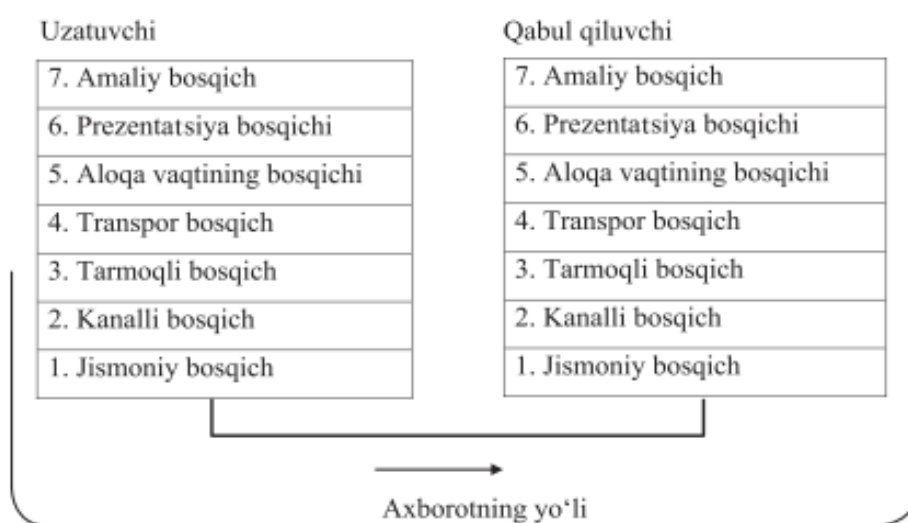 Uzatuvchi
7. Amaliy bosqich
6. Prezentatsiya bosqichi
5. Aloqa vaqtining bosqichi
4. Transpor bosqich
3. Tarmoqli bosqich
2. Kanalli bosqich
1. Jismoniy bosqich
Qabul qiluvchi
7. Amaliy bosqich
6. Prezentatsiya bosqichi
5. Aloqa vaqtining bosqichi
4. Transpor bosqich
3. Tarmoqli bosqich
2. Kanalli bosqich
1. Jismoniy bosqich
Axborotning yo‘li